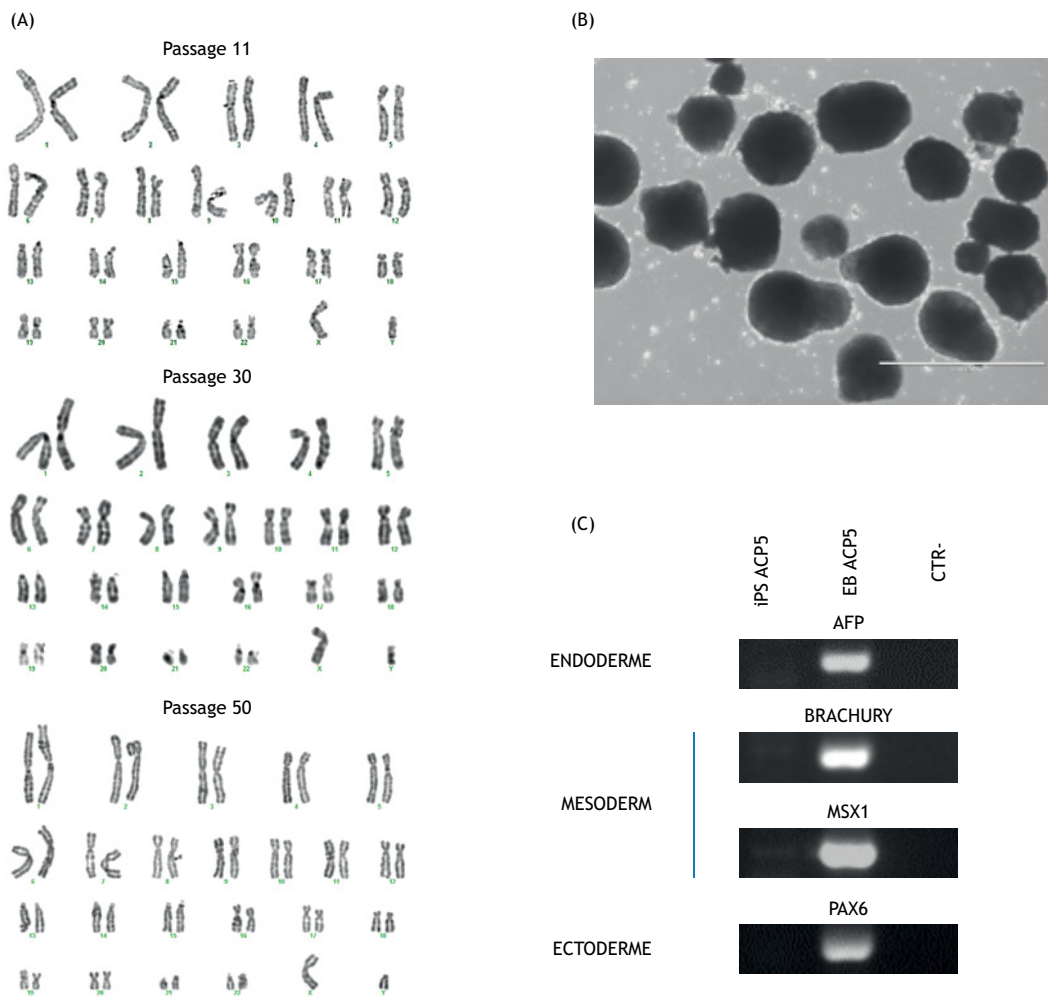 (A)
Passage 11
1 2 3 4 5
6 7 8 9 10 11 12
13 14 15 16 17 18
19 20 21 22 X Y
Passage 30
1 2 3 4 5
6 7 8 9 10 11 12
13 14 15 16 17 18
19 20 21 22 X Y
Passage 50
1 2 3 4 5
6 7 8 9 10 11 12
13 14 15 16 17 18
19 20 21 22 X Y
(B)
(C)
iPS ACP5
EB ACP5
CTR-
AFP
ENDODERME
BRACHURY
MESODERM
MSX1
PAX6
ECTODERME